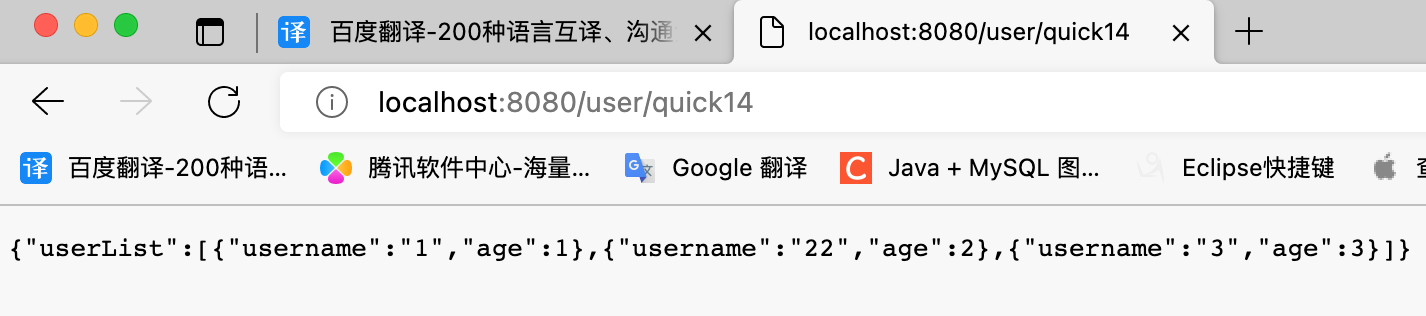 百度翻译-200种语言互译、沟通
localhost:8080/user/quick14
localhost:8080/user/quick14
译 百度翻译-200种语... 腾讯软件中心-海量... Google 翻译 Java + MySQL 图... Eclipse快捷键
{"userList":[{"username":"1","age":1},{"username":"22","age":2},{"username":"3","age":3}]}